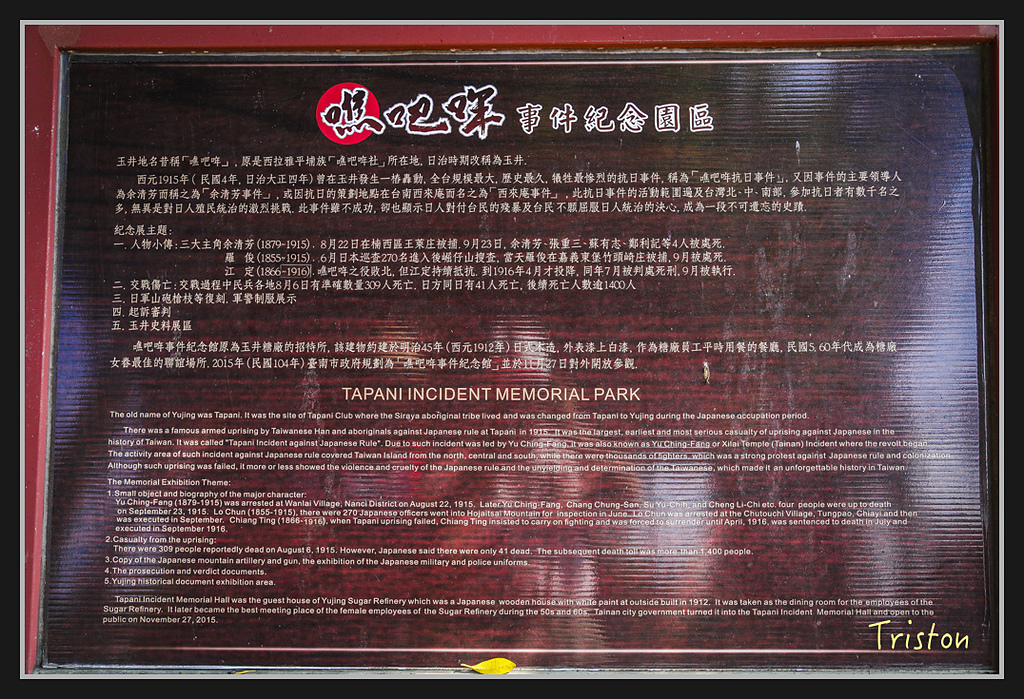 噍吧哖 事件紀念園區
玉井地名昔稱「噍吧哖」, 原是西拉雅平埔族「噍吧哖社」所在地, 日治時期改稱為玉井.
西元1915年 ( 民國4年, 日治大正四年) 曾在玉井發生一樁轟動, 全台規模最大, 歷史最久, 犧牲最慘烈的抗日事件, 稱為「噍吧哖抗日事件」, 又因事件的主要領導人
為余清芳而稱之為「余清芳事件」, 或因抗日的策劃地點在台南西來庵而名之為「西來庵事件」, 此抗日事件的活動範圍遍及台灣北、中、南部, 參加抗日者有數千名之
多, 無異是對日人殖民統治的激烈挑戰, 此事件雖不成功, 卻也顯示日人對付台民的殘暴及台民不願屈服日人統治的決心, 成為一段不可遺忘的史蹟.
紀念展主題:
一. 人物小傳:三大主角余清芳(1879-1915) . 8月22日在楠西區王萊庄被捕, 9月23日, 余清芳、張重三、蘇有志、鄭利記等4人被處死.
羅 俊(1855-1915) . 6月日本巡查270名進入後崛仔山搜查, 當天羅俊在嘉義東堡竹頭崎庄被捕, 9月被處死.
江 定(1866-1916). 噍吧哖之役敗北, 但江定持續抵抗, 到1916年4月才投降, 同年7月被判處死刑, 9月被執行.
二. 交戰傷亡:交戰過程中民兵各地8月6日有準確數量309人死亡, 日方同日有41人死亡, 後續死亡人數逾1400人
三. 日軍山砲槍枝等復刻, 軍警制服展示
四. 起訴審判
五. 玉井史料展區
噍吧哖事件紀念館原為玉井糖廠的招待所, 該建物約建於明治45年 (西元1912年) 日式木造, 外表漆上白漆, 作為糖廠員工平時用餐的餐廳, 民國5, 60年代成為糖廠
女眷最佳的聯誼場所, 2015年(民國104年) 臺南市政府規劃為「噍吧哖事件紀念館」並於11月27日對外開放參觀.
TAPANI INCIDENT MEMORIAL PARK
The old name of Yujing was Tapani. It was the site of Tapani Club where the Siraya aboriginal tribe lived and was changed from Tapani to Yujing during the Japanese occupation period.
There was a famous armed uprising by Taiwanese Han and aboriginals against Japanese rule at Tapani in 1915. It was the largest, earliest and most serious casualty of uprising against Japanese in the
history of Taiwan. It was called "Tapani Incident against Japanese Rule". Due to such incident was led by Yu Ching-Fang, it was also known as Yu Ching-Fang or Xilai Temple (Tainan) Incident where the revolt began.
The activity area of such incident against Japanese rule covered Taiwan Island from the north, central and south, while there were thousands of fighters, which was a strong protest against Japanese rule and colonization.
Although such uprising was failed, it more or less showed the violence and cruelty of the Japanese rule and the unyielding and determination of the Taiwanese, which made it an unforgettable history in Taiwan.
The Memorial Exhibition Theme:
1.Small object and biography of the major character:
Yu Ching-Fang (1879-1915) was arrested at Wanlai Village, Nanci District on August 22, 1915. Later Yu Ching-Fang, Chang Chung-San, Su Yu-Chih, and Cheng Li-Chi etc. four people were up to death
on September 23, 1915. Lo Chun (1855-1915), there were 270 Japanese officers went into Hojaitsai Mountain for inspection in June. Lo Chun was arrested at the Chutouchi Village, Tungpao, Chiayi and then
was executed in September. Chiang Ting (1866-1916), when Tapani uprising failed, Chiang Ting insisted to carry on fighting and was forced to surrender until April, 1916, was sentenced to death in July and
executed in September 1916.
2.Casualty from the uprising:
There were 309 people reportedly dead on August 6, 1915. However, Japanese said there were only 41 dead. The subsequent death toll was more than 1,400 people.
3.Copy of the Japanese mountain artillery and gun, the exhibition of the Japanese military and police uniforms.
4.The prosecution and verdict documents.
5.Yujing historical document exhibition area.
Tapani Incident Memorial Hall was the guest house of Yujing Sugar Refinery which was a Japanese wooden house with white paint at outside built in 1912. It was taken as the dining room for the employees of the
Sugar Refinery. It later became the best meeting place of the female employees of the Sugar Refinery during the 50s and 60s. Tainan city government turned it into the Tapani Incident Memorial Hall and open to the
public on November 27, 2015.
Triston